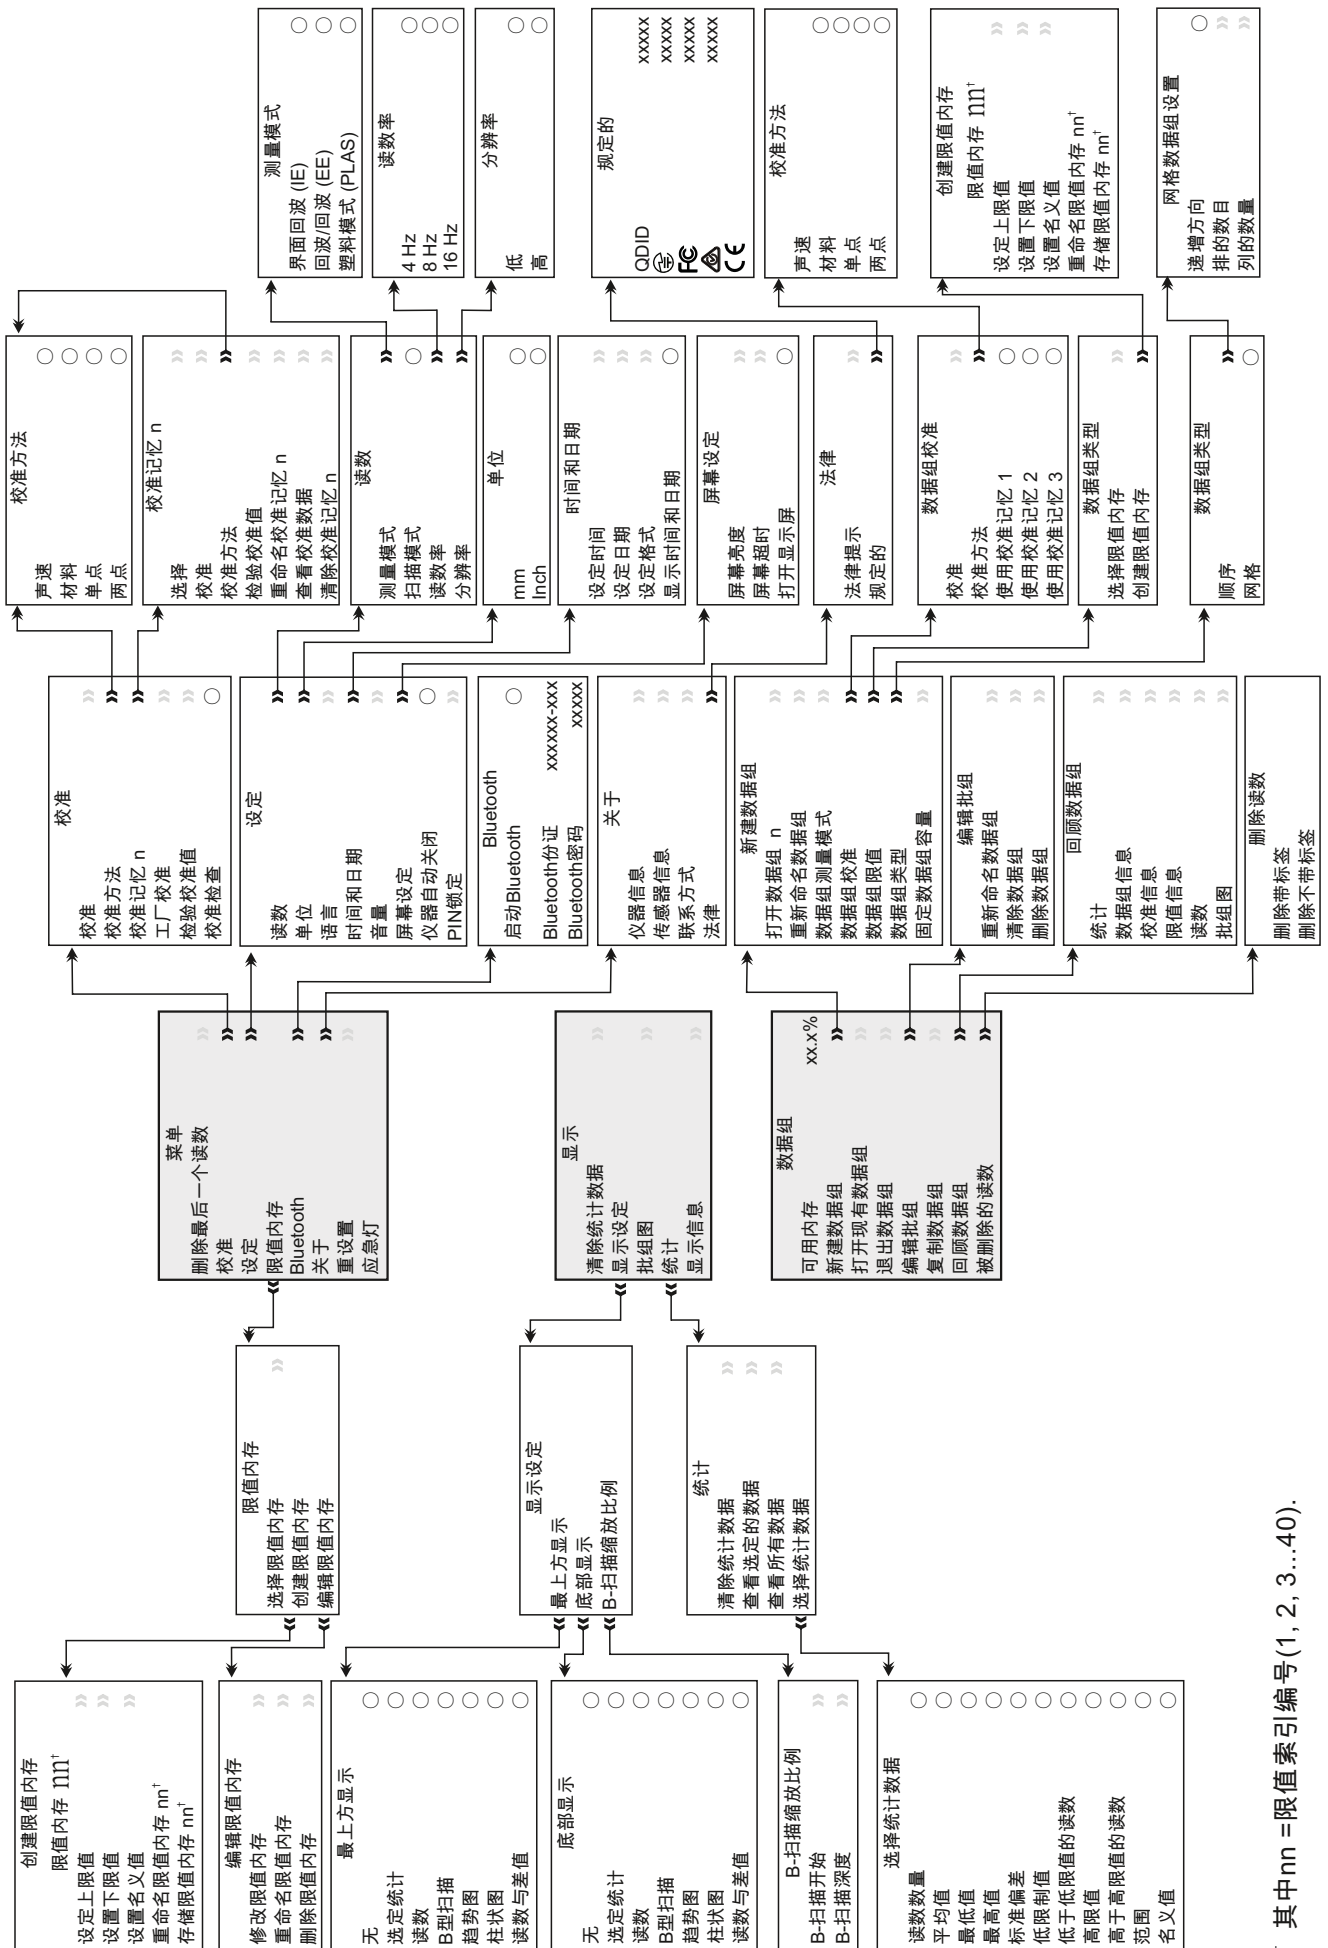 创建限值内存
限值内存 nn†
设定上限值
设置下限值
设置名义值
重命名限值内存 nn†
存储限值内存 nn†
编辑限值内存
修改限值内存
重命名限值内存
删除限值内存
最上方显示
无
选定统计
读数
B型扫描
趋势图
柱状图
读数与差值
底部显示
无
选定统计
读数
B型扫描
趋势图
柱状图
读数与差值
B-扫描缩放比例
B-扫描开始
B-扫描深度
选择统计数据
读数数量
平均值
最低值
最高值
标准偏差
低限制值
低于低限值的读数
高限值
高于高限值的读数
范围
名义值
限值内存
选择限值内存
创建限值内存
编辑限值内存
显示设定
最上方显示
底部显示
B-扫描缩放比例
统计
清除统计数据
查看选定的数据
查看所有数据
选择统计数据
菜单
删除最后一个读数
校准
设定
限值内存
Bluetooth
关于
重设置
应急灯
显示
清除统计数据
显示设定
批组图
统计
显示信息
数据组
可用内存 xx.x%
新建数据组
打开现有数据组
退出数据组
编辑批组
复制数据组
回顾数据组
被删除的读数
校准
校准
校准方法
校准记忆 n
工厂校准
检验校准值
校准检查
设定
读数
单位
语言
时间和日期
音量
屏幕设定
仪器自动关闭
PIN锁定
Bluetooth
启动Bluetooth
Bluetooth份证 xxxxxx-xxx
Bluetooth密码 xxxxx
关于
仪器信息
传感器信息
联系方式
法律
新建数据组
打开数据组 n
重新命名数据组
数据组测量模式
数据组校准
数据组限值
数据组类型
固定数据组容量
编辑批组
重新命名数据组
清除数据组
删除数据组
回顾数据组
统计
数据组信息
校准信息
限值信息
读数
批组图
删除读数
删除带标签
删除不带标签
校准方法
声速
材料
单点
两点
校准记忆 n
选择
校准
校准方法
检验校准值
重命名校准记忆 n
查看校准数据
清除校准记忆 n
读数
测量模式
扫描模式
读数率
分辨率
单位
mm
Inch
时间和日期
设定时间
设定日期
设定格式
显示时间和日期
屏幕设定
屏幕亮度
屏幕超时
打开显示屏
法律
法律提示
规定的
数据组校准
校准
校准方法
使用校准记忆 1
使用校准记忆 2
使用校准记忆 3
数据组类型
选择限值内存
创建限值内存
数据组类型
顺序
网格
测量模式
界面回波 (IE)
回波/回波 (EE)
塑料模式 (PLAS)
读数率
4 Hz
8 Hz
16 Hz
分辨率
低
高
规定的
QDID xxxxx
xxxxx
FC xxxxx
xxxxx
CE
校准方法
声速
材料
单点
两点
创建限值内存
限值内存 nn†
设定上限值
设置下限值
设置名义值
重命名限值内存 nn†
存储限值内存 nn†
网格数据组设置
递增方向
排的数目
列的数量
其中nn =限值索引编号(1, 2, 3...40).